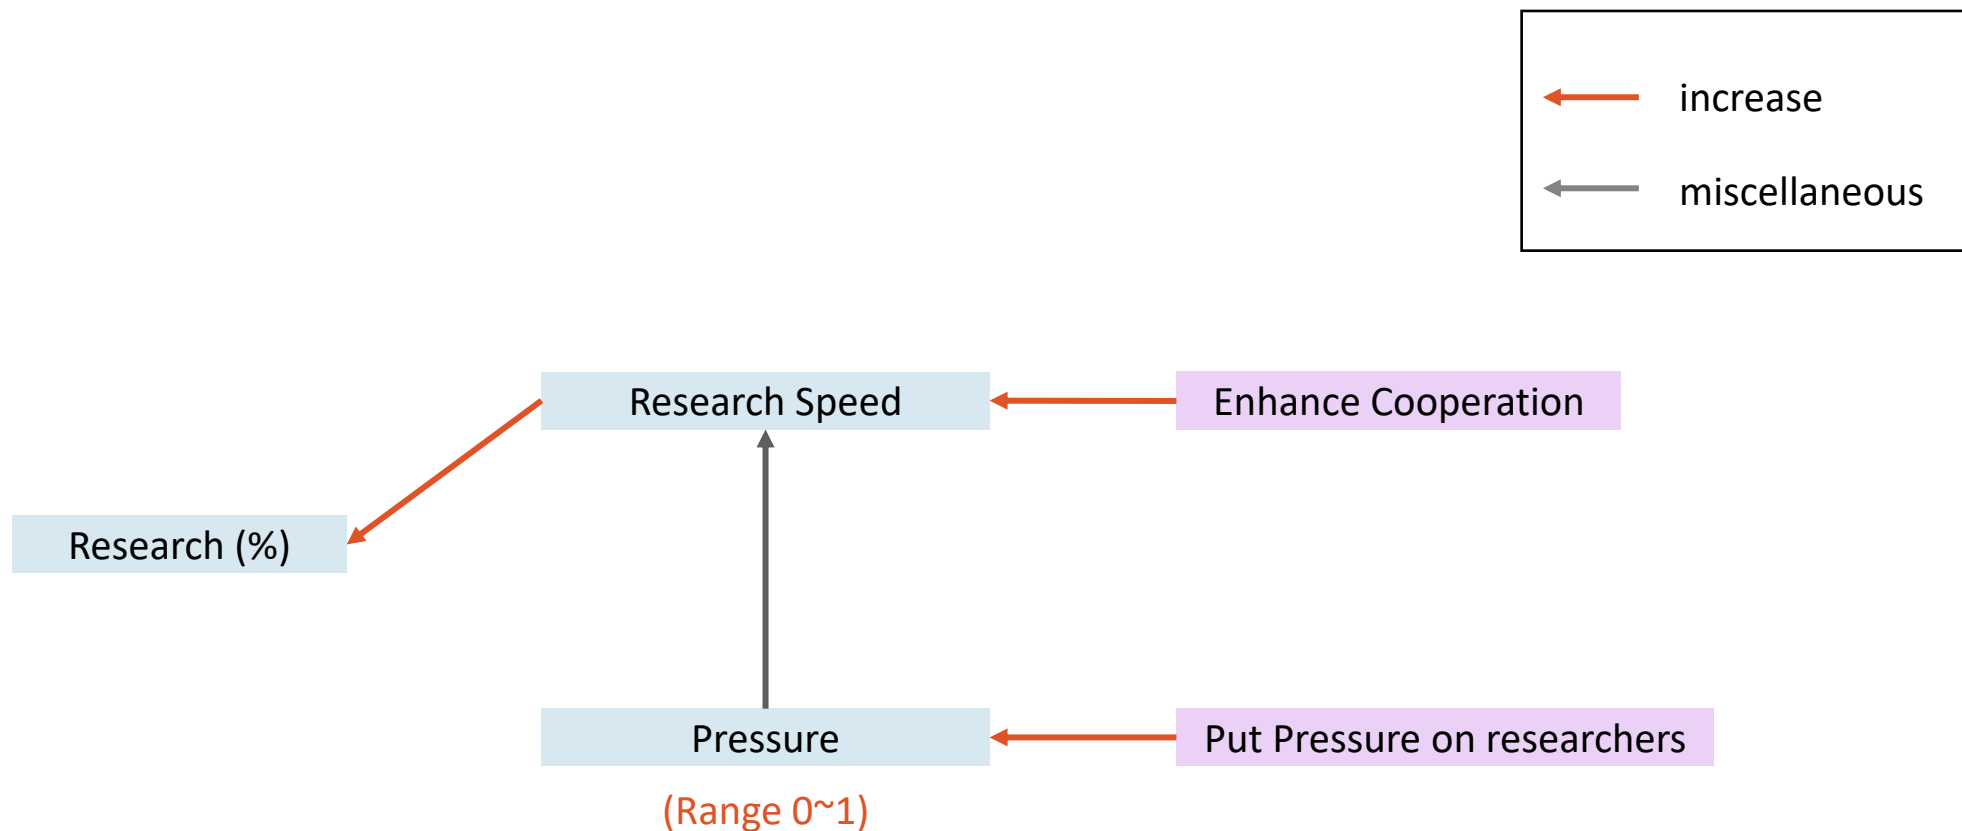 increase
miscellaneous
Research Speed
Enhance Cooperation
Research (%)
Pressure
Put Pressure on researchers
(Range 0~1)